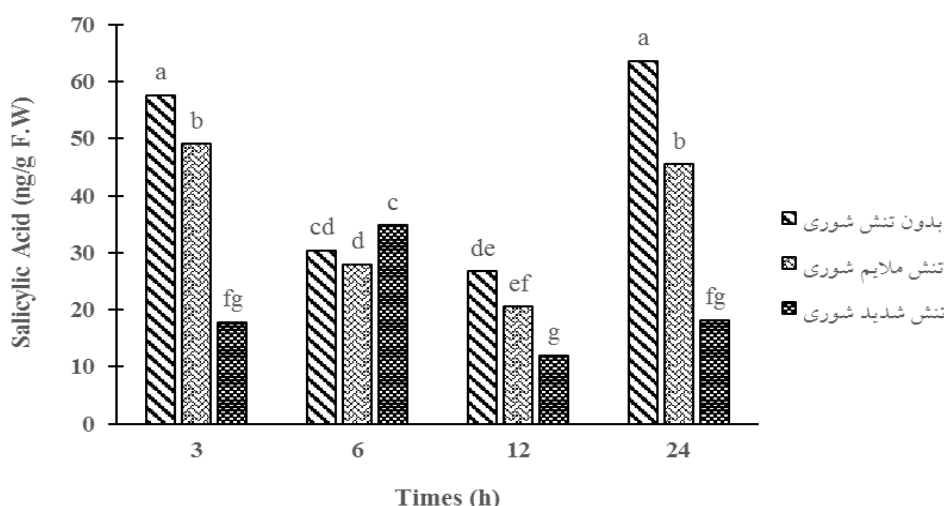 Salicylic Acid (ng/g F.W)
70
60
50
40
30
20
10
0
a
b
fg
cd
d
c
de
ef
g
a
b
fg
3
6
12
24
Times (h)
بدون تنش شوری
تنش ملایم شوری
تنش شدید شوری